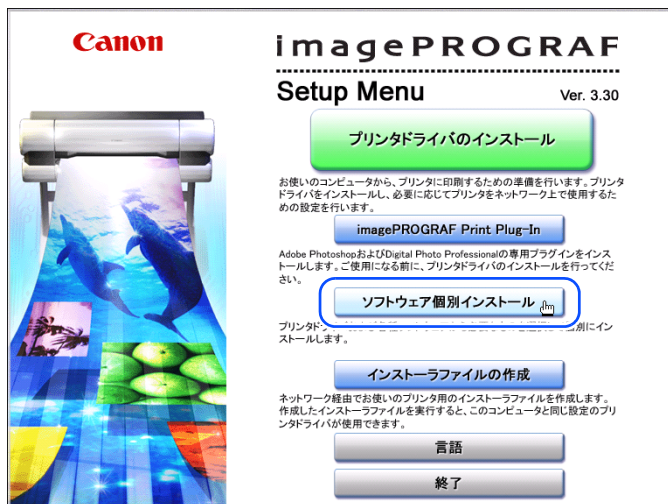 Canon
imagePROGRAF
Setup Menu
Ver. 3.30
プリンタドライバのインストール
お使いのコンピュータから、プリンタに印刷するための準備を行います。プリンタ
ドライバをインストールし、必要に応じてプリンタをネットワーク上で使用するた
めの設定を行います。
imagePROGRAF Print Plug-In
Adobe PhotoshopおよびDigital Photo Professionalの専用プラグインをインス
トールします。ご使用になる前に、プリンタドライバのインストールを行ってくだ
さい。
ソフトウェア個別インストール
プリンタド
別にイン
ストールします。
インストーラファイルの作成
ネットワーク経由でお使いのプリンタ用のインストーラファイルを作成します。
作成したインストーラファイルを実行すると、このコンピュータと同じ設定のプリ
ンタドライバが使用できます。
言語
終了